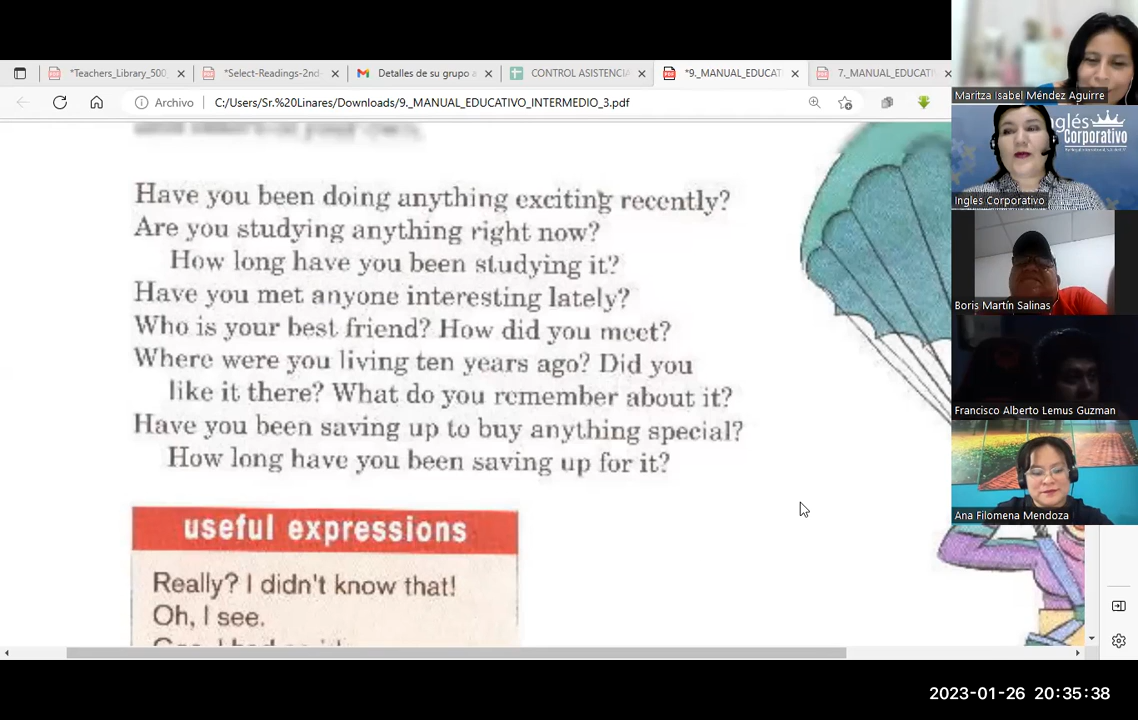 *Teachers_Library_500
*Select-Readings-2nd-
Detalles de su grupo
CONTROL ASISTENCIA
*9._MANUAL_EDUCAT
7._MANUAL_EDUCATI
Archivo
C:/Users/Sr.%20Linares/Downloads/9._MANUAL_EDUCATIVO_INTERMEDIO_3.pdf
Have you been doing anything exciting recently?
Are you studying anything right now?
How long have you been studying it?
Have you met anyone interesting lately?
Who is your best friend? How did you meet?
Where were you living ten years ago? Did you
like it there? What do you remember about it?
Have you been saving up to buy anything special?
How long have you been saving up for it?
useful expressions
Really? I didn't know that!
Oh, I see.
Maritza Isabel Méndez Aguirre
Inglés
Corporativo
Ingles Corporativo
Boris Martín Salinas
Francisco Alberto Lemus Guzman
Ana Filomena Mendoza
2023-01-26 20:35:38